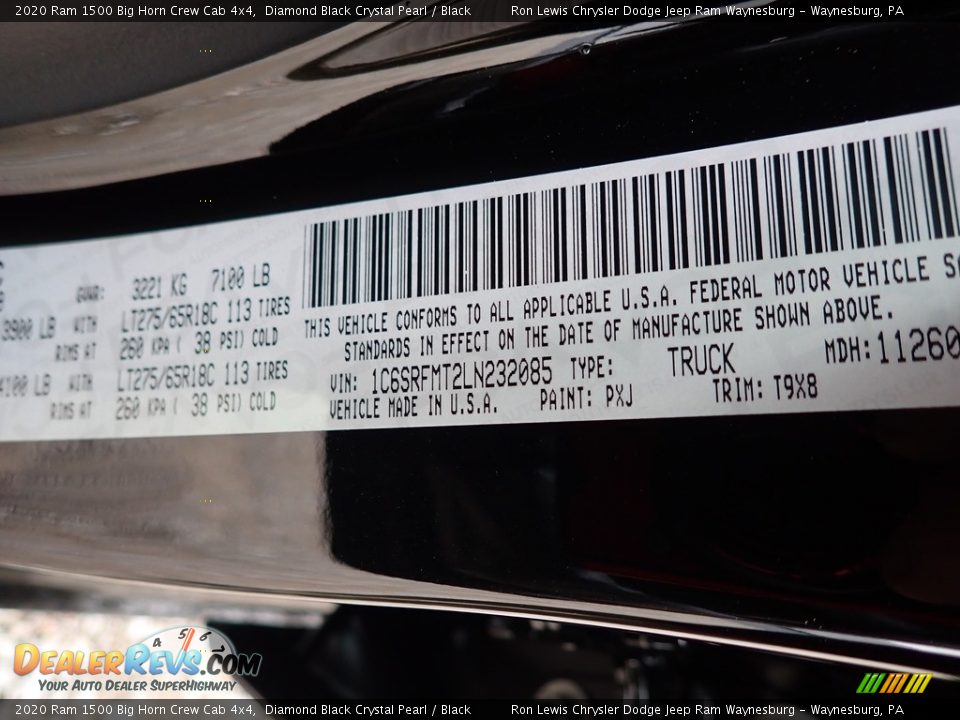 2020 Ram 1500 Big Horn Crew Cab 4x4, Diamond Black Crystal Pearl / Black Ron Lewis Chrysler Dodge Jeep Ram Waynesburg - Waynesburg, PA
GWR: 3221 KG 7100 LB
3900 LB WITH LT275/65R18C 113 TIRES
RIMS AT 260 KPA ( 38 PSI) COLD
4100 LB WITH LT275/65R18C 113 TIRES
RIMS AT 260 KPA ( 38 PSI) COLD
THIS VEHICLE CONFORMS TO ALL APPLICABLE U.S.A. FEDERAL MOTOR VEHICLE
STANDARDS IN EFFECT ON THE DATE OF MANUFACTURE SHOWN ABOVE.
VIN: 1C6SRFMT2LN232085 TYPE: TRUCK MDH: 11260
VEHICLE MADE IN U.S.A. PAINT: PXJ TRIM: T9X8
4 5 6
DealerRevs.com
Your Auto Dealer SuperHighway
2020 Ram 1500 Big Horn Crew Cab 4x4, Diamond Black Crystal Pearl / Black Ron Lewis Chrysler Dodge Jeep Ram Waynesburg - Waynesburg, PA